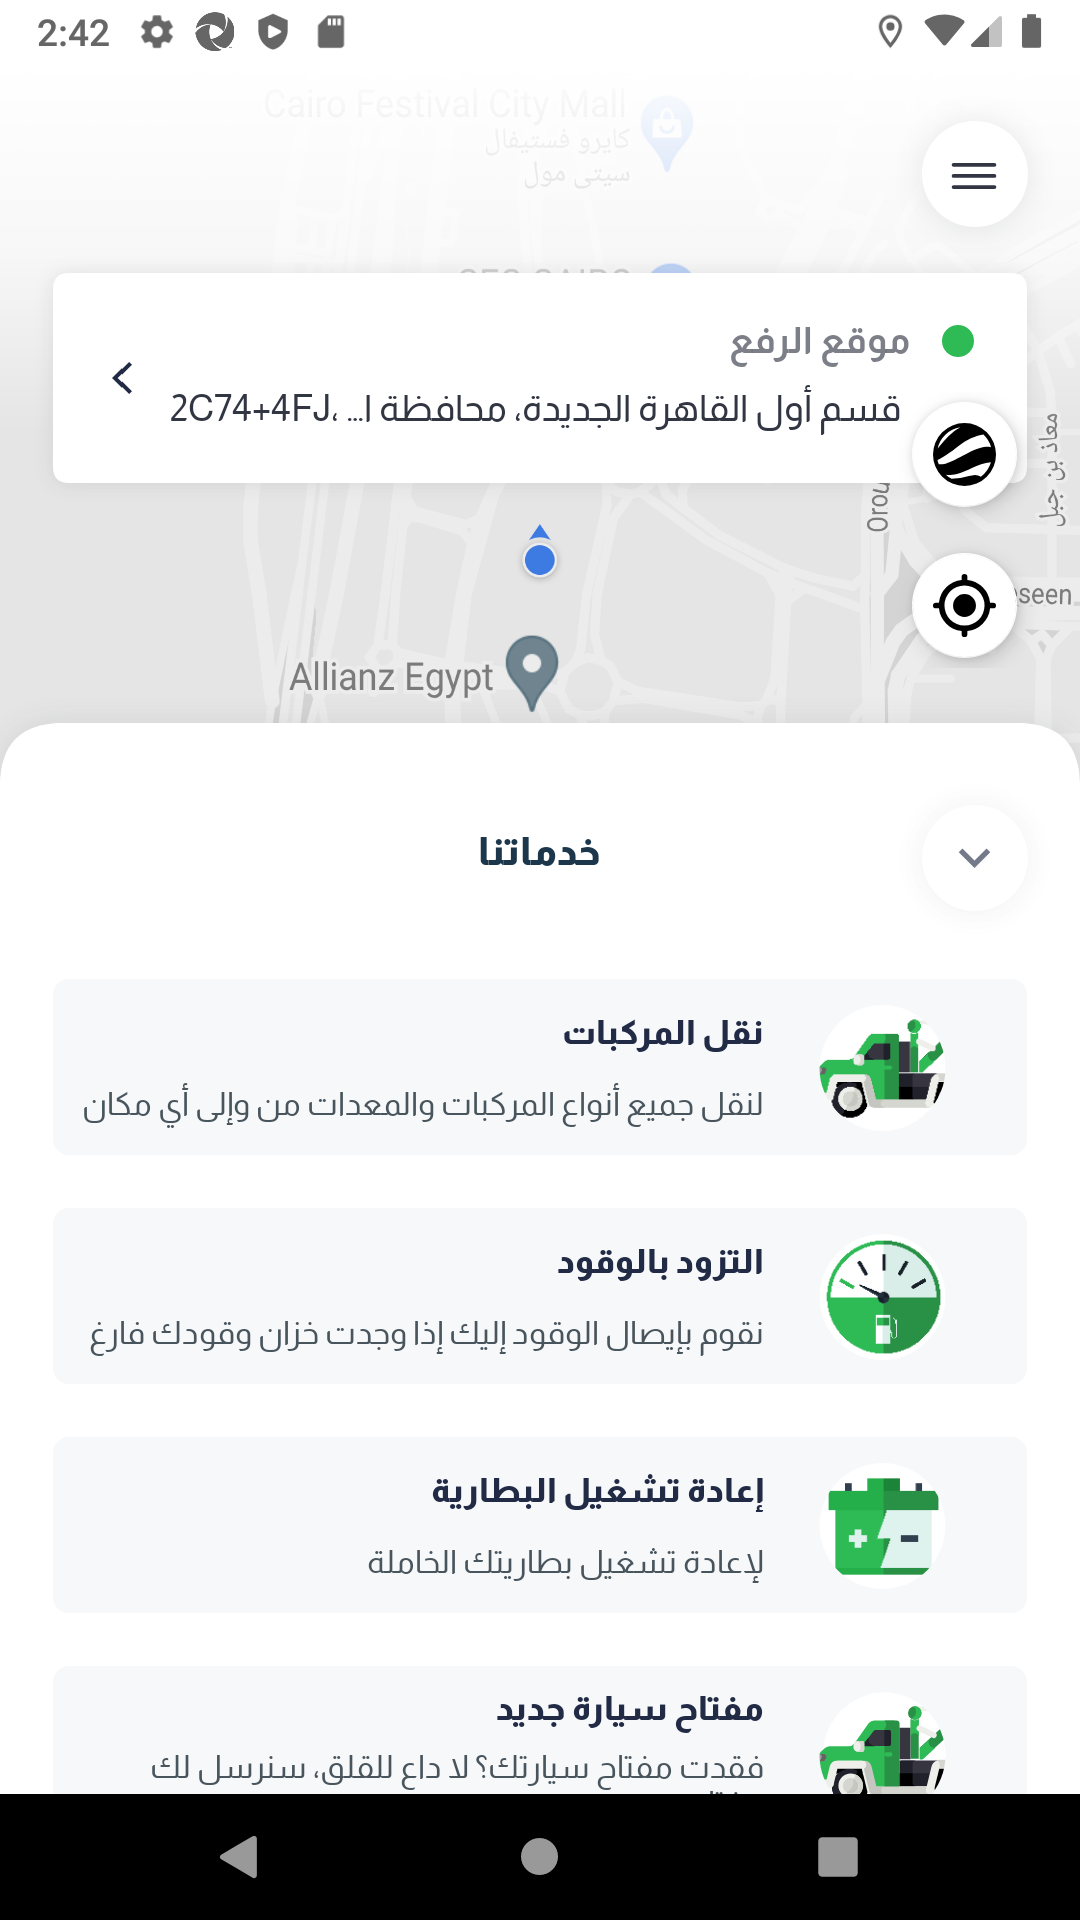 2:42
Cairo Festival City Mall
كايرو فستيفال
سيتي مول
موقع الرفع
2C74+4FJ، قسم أول القاهرة الجديدة، محافظة ا...
معاذ بن جبل
Allianz Egypt
خدماتنا
نقل المركبات
لنقل جميع أنواع المركبات والمعدات من وإلى أي مكان
التزود بالوقود
نقوم بإيصال الوقود إليك إذا وجدت خزان وقودك فارغ
إعادة تشغيل البطارية
لإعادة تشغيل بطاريتك الخاملة
مفتاح سيارة جديد
فقدت مفتاح سيارتك؟ لا داع للقلق، سنرسل لك